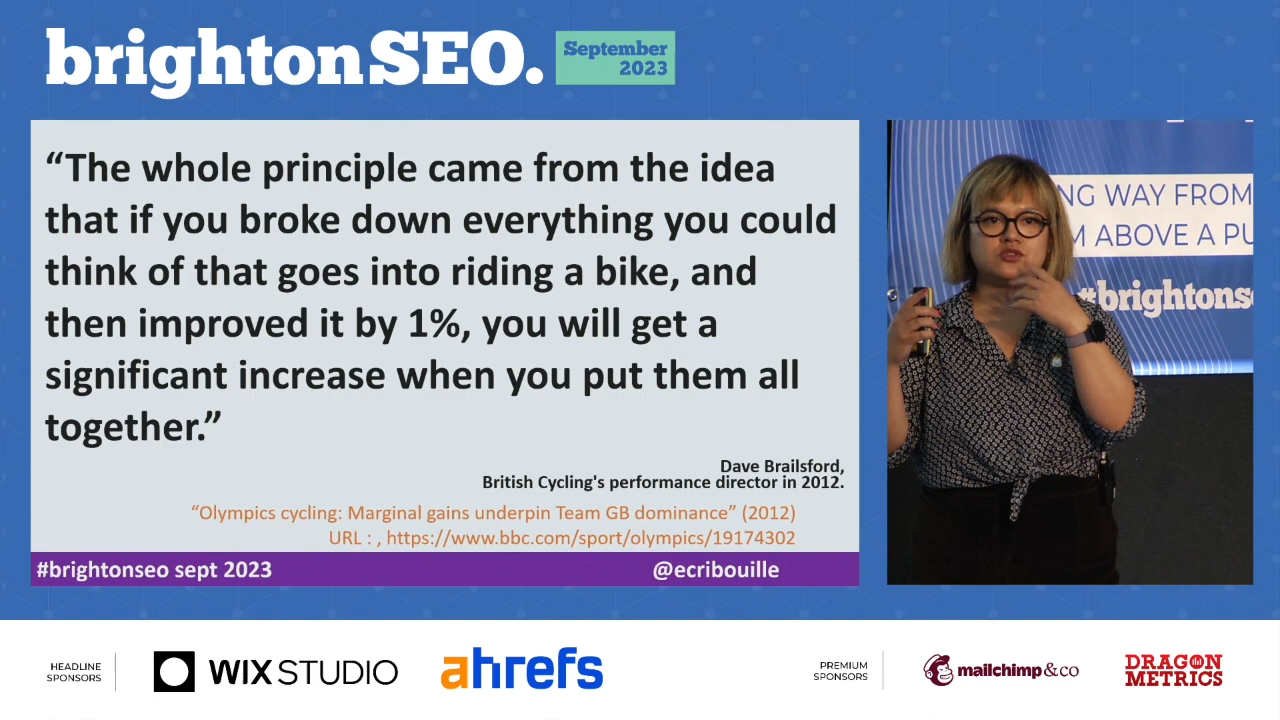 brightonSEO.
September
2023
“The whole principle came from the idea
that if you broke down everything you could
think of that goes into riding a bike, and
then improved it by 1%, you will get a
significant increase when you put them all
together.”
Dave Brailsford,
British Cycling's performance director in 2012.
“Olympics cycling: Marginal gains underpin Team GB dominance” (2012)
URL : , https://www.bbc.com/sport/olympics/19174302
#brightonseo sept 2023
@ecribouille
NG WAY FROM
M ABOVE A PU
#brightonse
HEADLINE
SPONSORS
WIX STUDIO
ahrefs
PREMIUM
SPONSORS
mailchimp&co
DRAGON
METRICS